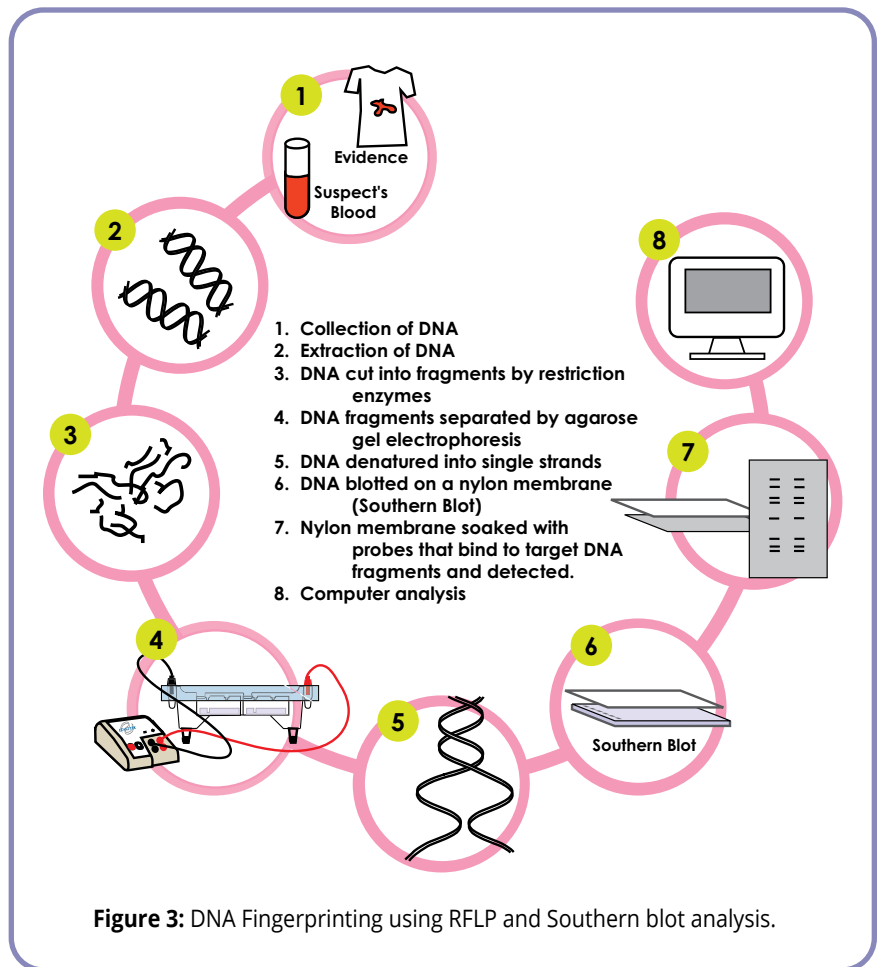 1
Evidence
Suspect's
Blood
2
8
1. Collection of DNA
2. Extraction of DNA
3. DNA cut into fragments by restriction
enzymes
4. DNA fragments separated by agarose
gel electrophoresis
5. DNA denatured into single strands
6. DNA blotted on a nylon membrane
(Southern Blot)
7. Nylon membrane soaked with
probes that bind to target DNA
fragments and detected.
8. Computer analysis
3
7
4
5
6
Southern Blot
Figure 3: DNA Fingerprinting using RFLP and Southern blot analysis.